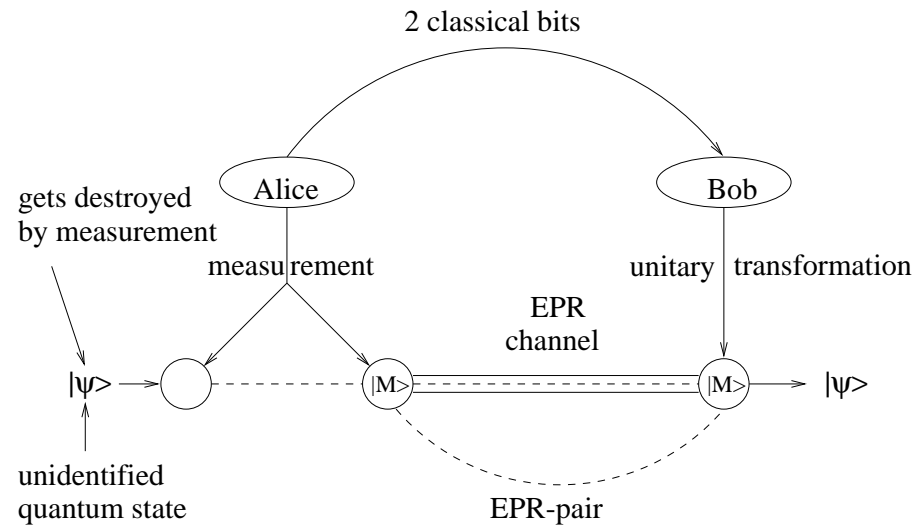 2 classical bits
Alice
Bob
gets destroyed
by measurement
measurement
unitary transformation
EPR
channel
|ψ>
|M>
|M>
|ψ>
unidentified
quantum state
EPR-pair